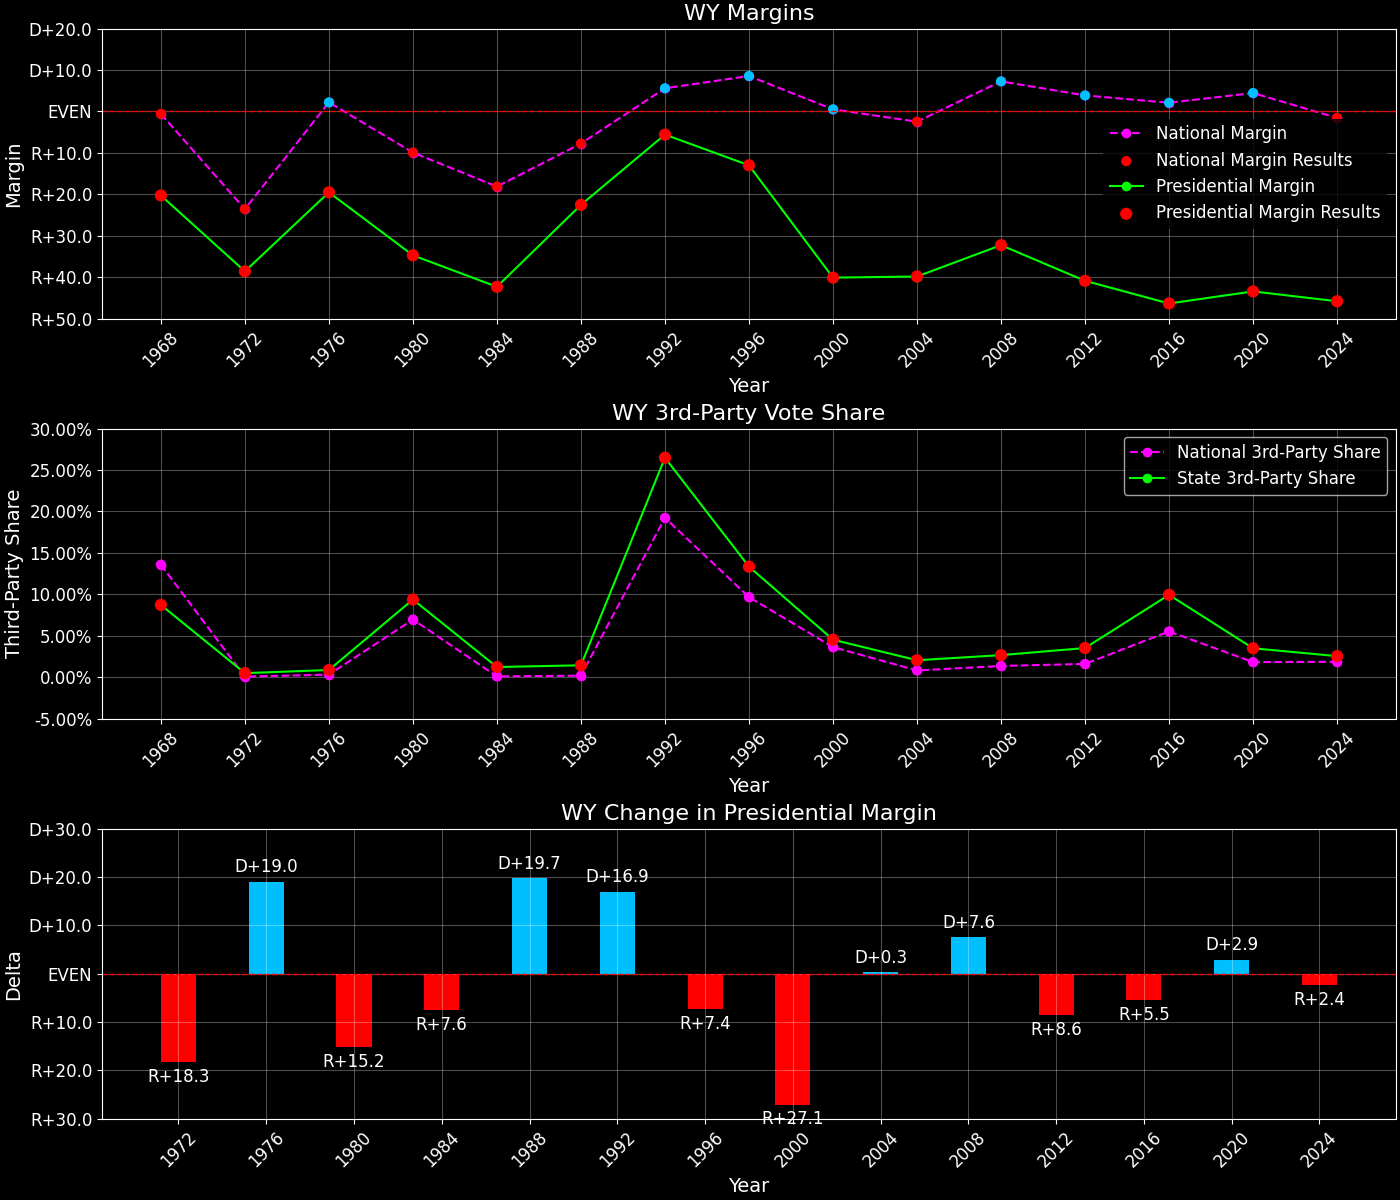 WY Margins
D+20.0
D+10.0
EVEN
R+10.0
R+20.0
R+30.0
R+40.0
R+50.0
Margin
National Margin
National Margin Results
Presidential Margin
Presidential Margin Results
1968 1972 1976 1980 1984 1988 1992 1996 2000 2004 2008 2012 2016 2020 2024
Year
WY 3rd-Party Vote Share
30.00%
25.00%
20.00%
15.00%
10.00%
5.00%
0.00%
-5.00%
Third-Party Share
National 3rd-Party Share
State 3rd-Party Share
1968 1972 1976 1980 1984 1988 1992 1996 2000 2004 2008 2012 2016 2020 2024
Year
WY Change in Presidential Margin
D+30.0
D+20.0
D+10.0
EVEN
R+10.0
R+20.0
R+30.0
Delta
R+18.3
D+19.0
R+15.2
R+7.6
D+19.7
D+16.9
R+7.4
R+27.1
D+0.3
D+7.6
R+8.6
R+5.5
D+2.9
R+2.4
1972 1976 1980 1984 1988 1992 1996 2000 2004 2008 2012 2016 2020 2024
Year